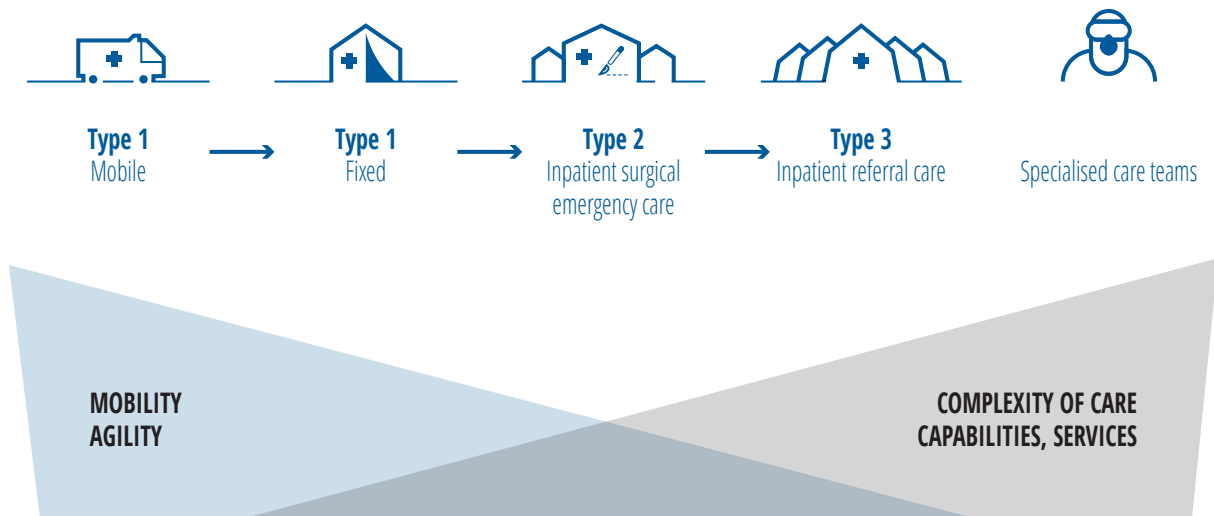 Type 1
Mobile
Type 1
Fixed
Type 2
Inpatient surgical
emergency care
Type 3
Inpatient referral care
Specialised care teams
MOBILITY
AGILITY
COMPLEXITY OF CARE
CAPABILITIES, SERVICES